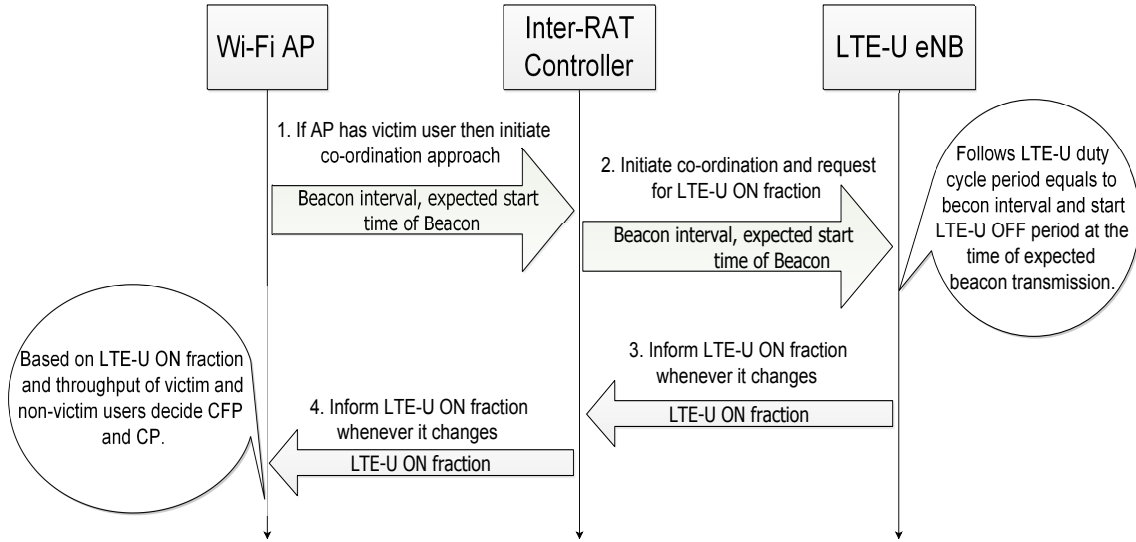 Wi-Fi AP
Inter-RAT
Controller
LTE-U eNB
1. If AP has victim user then initiate
co-ordination approach
Beacon interval, expected start
time of Beacon
2. Initiate co-ordination and request
for LTE-U ON fraction
Beacon interval, expected start
time of Beacon
Follows LTE-U duty
cycle period equals to
becon interval and start
LTE-U OFF period at the
time of expected
beacon transmission.
3. Inform LTE-U ON fraction
whenever it changes
LTE-U ON fraction
4. Inform LTE-U ON fraction
whenever it changes
LTE-U ON fraction
Based on LTE-U ON fraction
and throughput of victim and
non-victim users decide CFP
and CP.